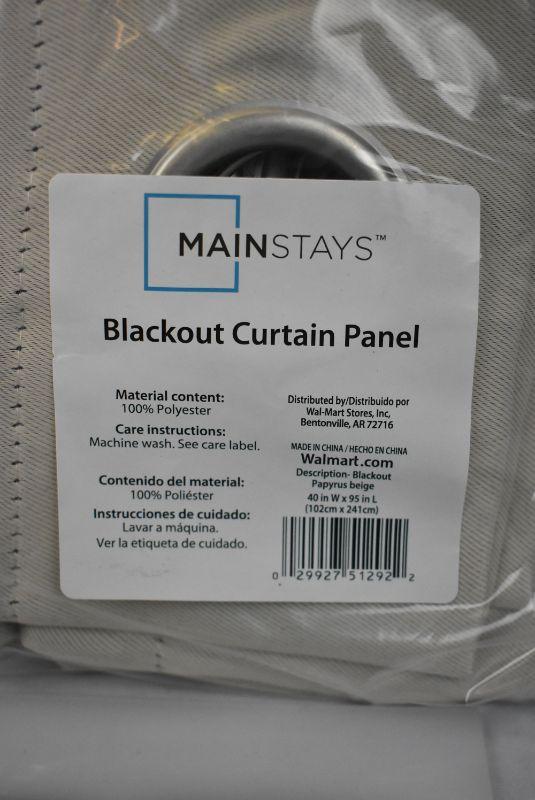 MAINSTAYS™
Blackout Curtain Panel
Material content:
100% Polyester
Care instructions:
Machine wash. See care label.
Contenido del material:
100% Poliéster
Instrucciones de cuidado:
Lavar a máquina.
Ver la etiqueta de cuidado.
Distributed by/Distribuido por
Wal-Mart Stores, Inc,
Bentonville, AR 72716
MADE IN CHINA / HECHO EN CHINA
Walmart.com
Description- Blackout
Papyrus beige
40 in W x 95 in L
(102cm x 241cm)
0 29927 51292 2